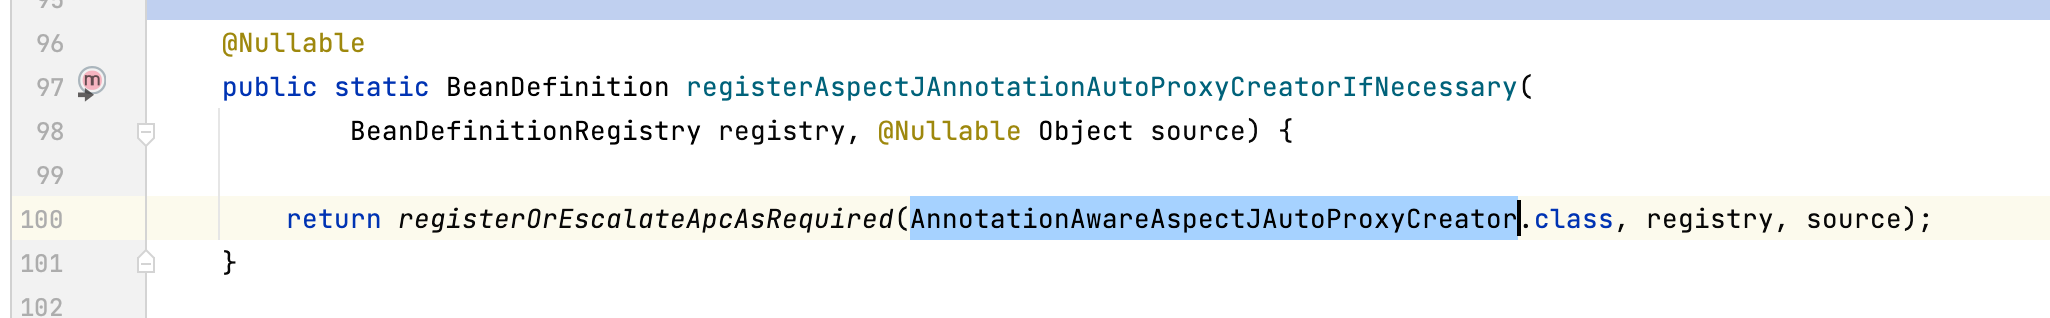 95
96 @Nullable
97 m public static BeanDefinition registerAspectJAnnotationAutoProxyCreatorIfNecessary(
98 BeanDefinitionRegistry registry, @Nullable Object source) {
99
100 return registerOrEscalateApcAsRequired(AnnotationAwareAspectJAutoProxyCreator.class, registry, source);
101 }
102